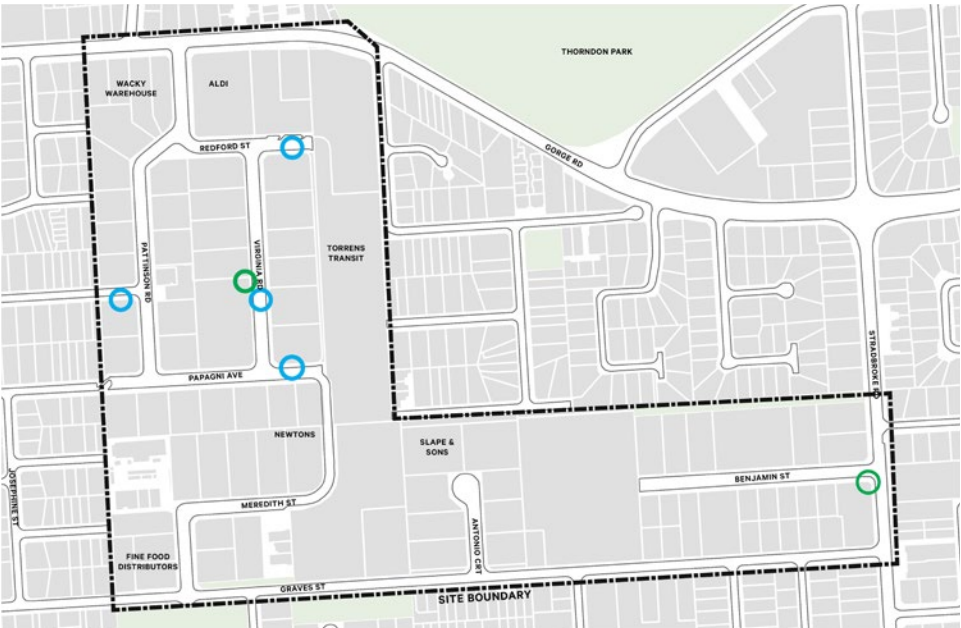 THORNDON PARK
WACKY
WAREHOUSE
ALDI
REDFORD ST
GORGE RD
PATTINSON RD
VIRGINIA RD
TORRENS
TRANSIT
STRADBROKE RD
PAPAGNI AVE
NEWTONS
SLAPE &
SONS
JOSEPHINE ST
BENJAMIN ST
MEREDITH ST
ANTONIO CRT
FINE FOOD
DISTRIBUTORS
GRAVES ST
SITE BOUNDARY